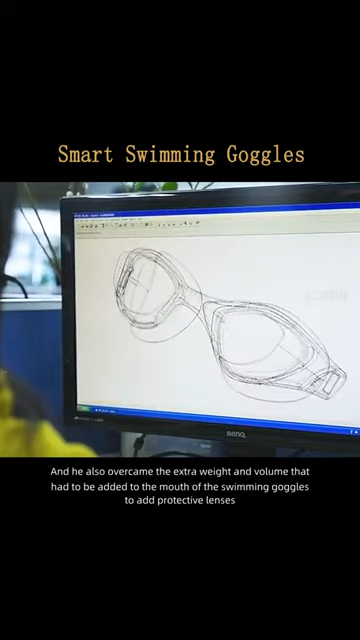 Smart Swimming Goggles
BENQ
And he also overcame the extra weight and volume that
had to be added to the mouth of the swimming goggles
to add protective lenses